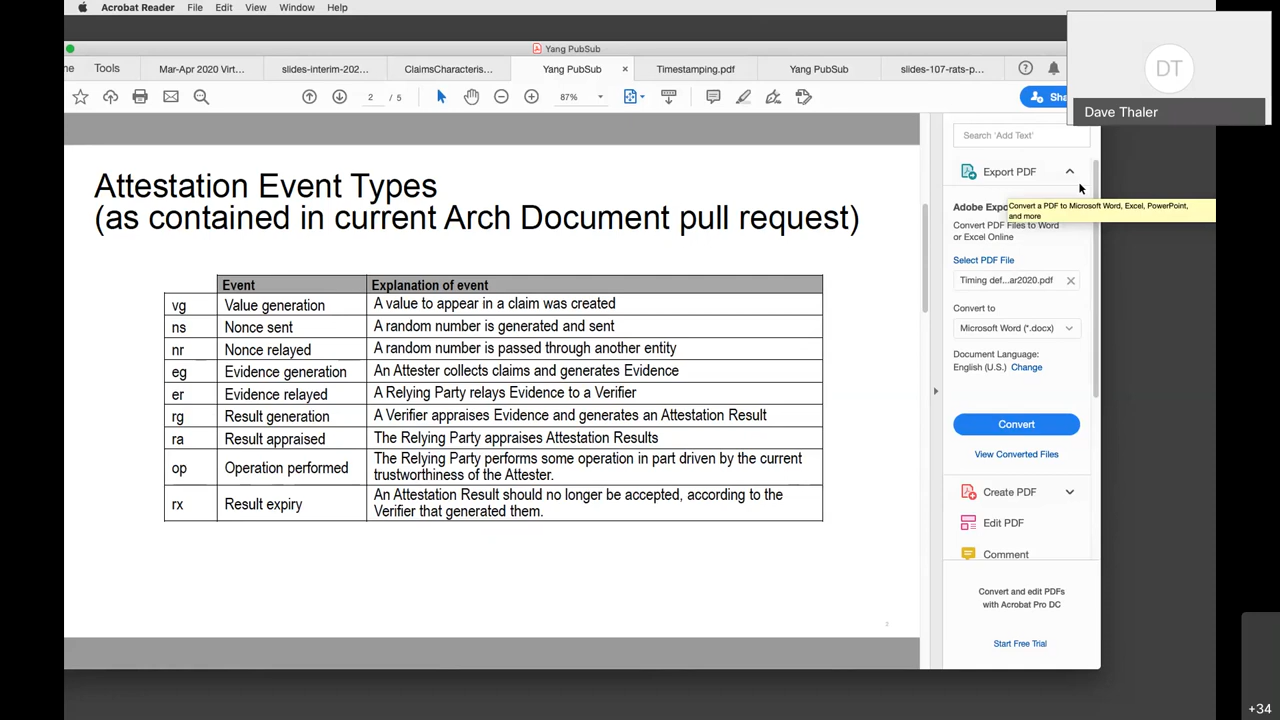 Acrobat Reader File Edit View Window Help
Yang PubSub
ne Tools Mar-Apr 2020 Virt... slides-interim-202... ClaimsCharacteris... Yang PubSub × Timestamping.pdf Yang PubSub slides-107-rats-p...
2 / 5 87% Sha
DT
Dave Thaler
Search 'Add Text'
Export PDF
Adobe Expo
Convert a PDF to Microsoft Word, Excel, PowerPoint,
and more
Convert PDF Files to Word
or Excel Online
Select PDF File
Timing def...ar2020.pdf
Convert to
Microsoft Word (*.docx)
Document Language:
English (U.S.) Change
Convert
View Converted Files
Create PDF
Edit PDF
Comment
Convert and edit PDFs
with Acrobat Pro DC
Start Free Trial
Attestation Event Types
(as contained in current Arch Document pull request)
Event Explanation of event
vg Value generation A value to appear in a claim was created
ns Nonce sent A random number is generated and sent
nr Nonce relayed A random number is passed through another entity
eg Evidence generation An Attester collects claims and generates Evidence
er Evidence relayed A Relying Party relays Evidence to a Verifier
rg Result generation A Verifier appraises Evidence and generates an Attestation Result
ra Result appraised The Relying Party appraises Attestation Results
op Operation performed The Relying Party performs some operation in part driven by the current
trustworthiness of the Attester.
rx Result expiry An Attestation Result should no longer be accepted, according to the
Verifier that generated them.
2
+34